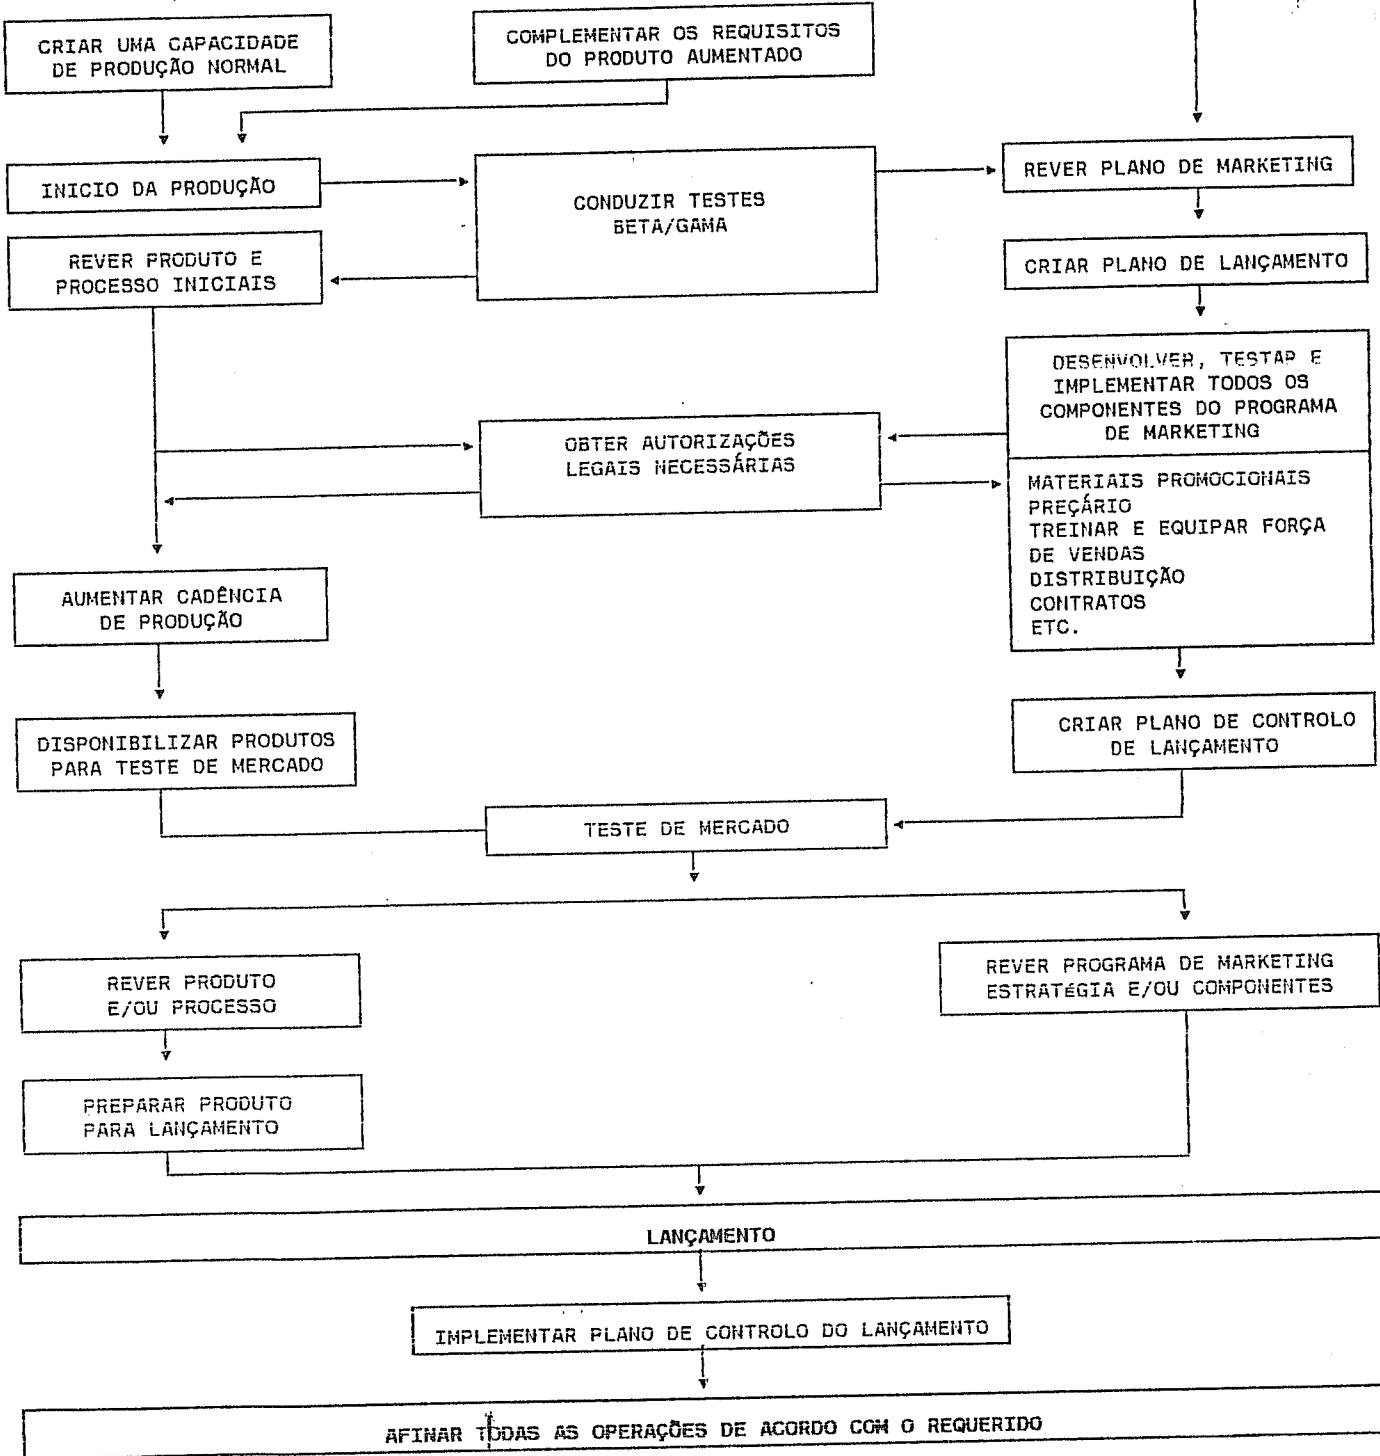 CRIAR UMA CAPACIDADE
DE PRODUÇÃO NORMAL
COMPLEMENTAR OS REQUISITOS
DO PRODUTO AUMENTADO
INICIO DA PRODUÇÃO
CONDUZIR TESTES
BETA/GAMA
REVER PLANO DE MARKETING
REVER PRODUTO E
PROCESSO INICIAIS
CRIAR PLANO DE LANÇAMENTO
DESENVOLVER, TESTAR E
IMPLEMENTAR TODOS OS
COMPONENTES DO PROGRAMA
DE MARKETING
OBTER AUTORIZAÇÕES
LEGAIS NECESSÁRIAS
MATERIAIS PROMOCIONAIS
PREÇÁRIO
TREINAR E EQUIPAR FORÇA
DE VENDAS
DISTRIBUIÇÃO
CONTRATOS
ETC.
AUMENTAR CADÊNCIA
DE PRODUÇÃO
DISPONIBILIZAR PRODUTOS
PARA TESTE DE MERCADO
CRIAR PLANO DE CONTROLO
DE LANÇAMENTO
TESTE DE MERCADO
REVER PRODUTO
E/OU PROCESSO
REVER PROGRAMA DE MARKETING
ESTRATéGIA E/OU COMPONENTES
PREPARAR PRODUTO
PARA LANÇAMENTO
LANÇAMENTO
IMPLEMENTAR PLANO DE CONTROLO DO LANÇAMENTO
AFINAR TODAS AS OPERAÇÕES DE ACORDO COM O REQUERIDO